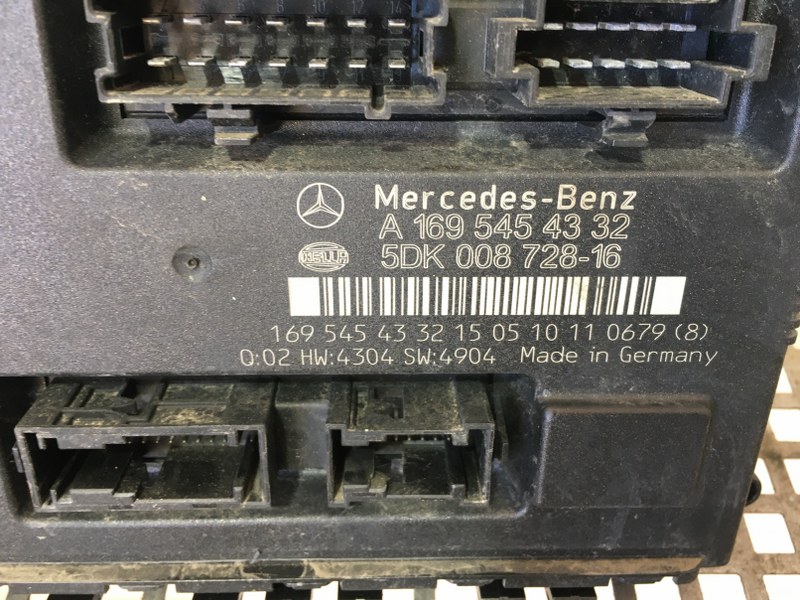 Mercedes-Benz
A 169 545 43 32
HELLA
5DK 008 728-16
169 545 43 32 15 05 10 11 0679 (8)
Q:02 HW:4304 SW:4904 Made in Germany